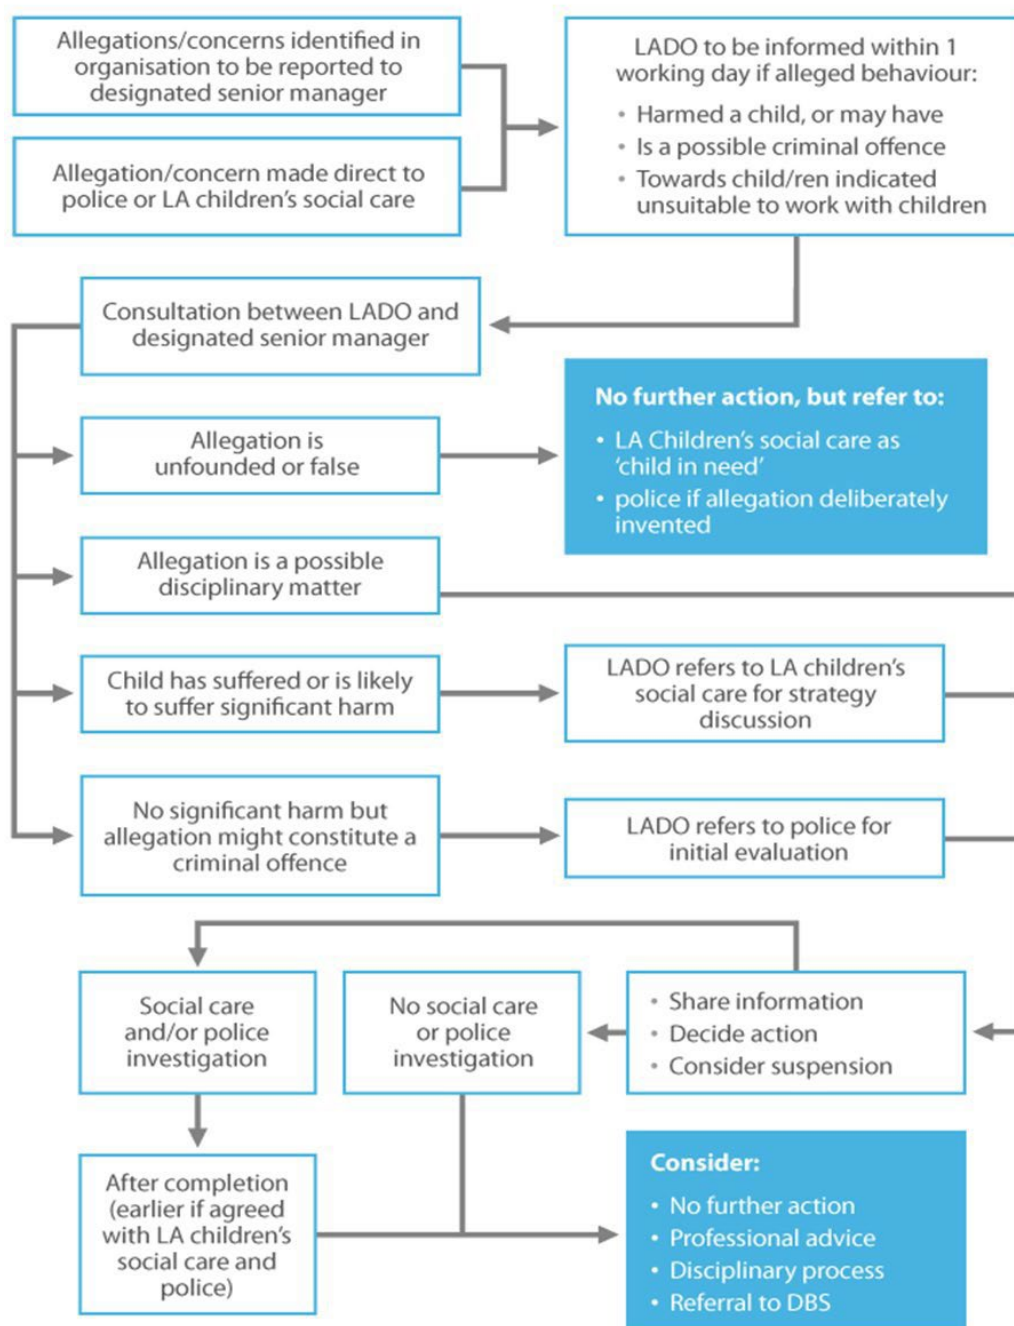 Allegations/concerns identified in
organisation to be reported to
designated senior manager
Allegation/concern made direct to
police or LA children's social care
LADO to be informed within 1
working day if alleged behaviour:
• Harmed a child, or may have
• Is a possible criminal offence
• Towards child/ren indicated
unsuitable to work with children
Consultation between LADO and
designated senior manager
Allegation is
unfounded or false
No further action, but refer to:
• LA Children's social care as
'child in need'
• police if allegation deliberately
invented
Allegation is a possible
disciplinary matter
Child has suffered or is likely
to suffer significant harm
LADO refers to LA children's
social care for strategy
discussion
No significant harm but
allegation might constitute a
criminal offence
LADO refers to police for
initial evaluation
Social care
and/or police
investigation
No social care
or police
investigation
• Share information
• Decide action
• Consider suspension
After completion
(earlier if agreed
with LA children's
social care and
police)
Consider:
• No further action
• Professional advice
• Disciplinary process
• Referral to DBS